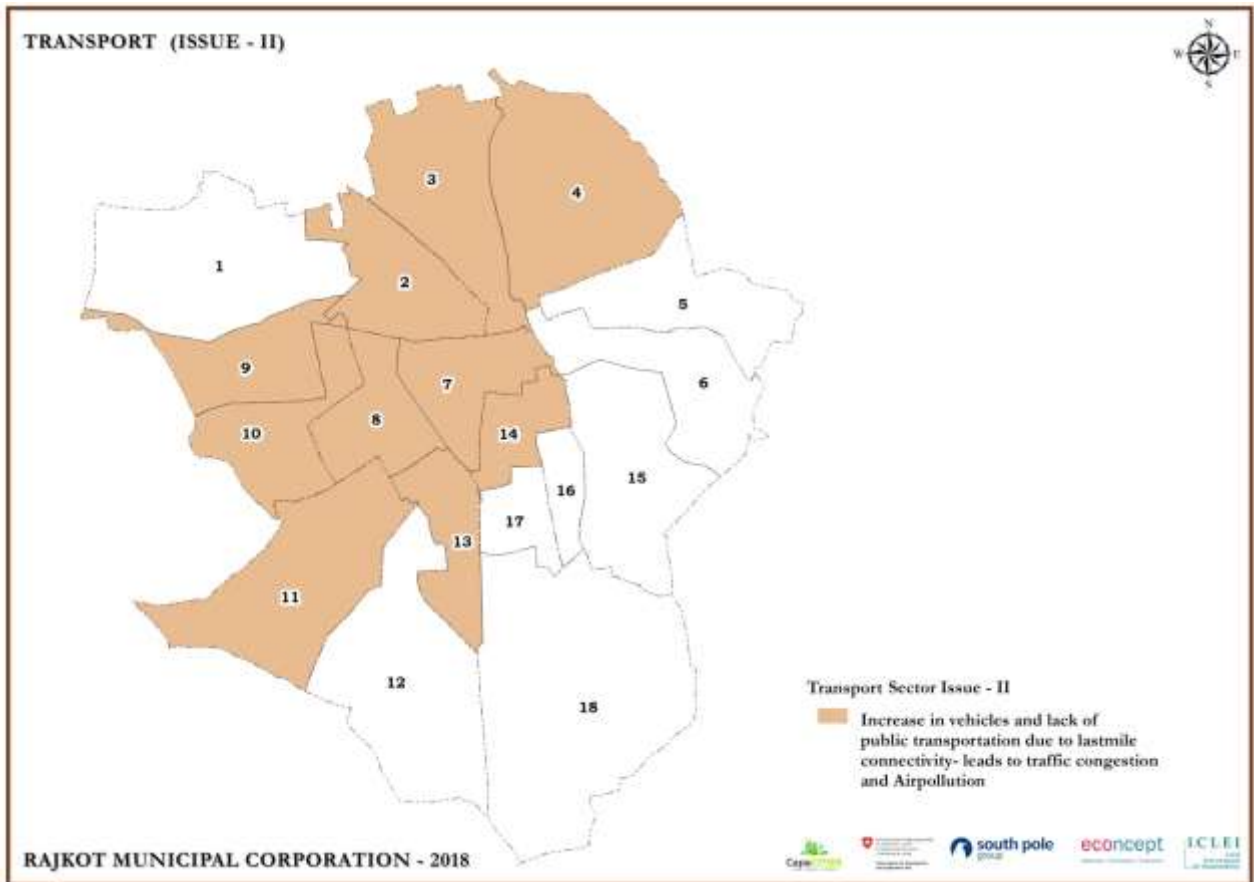 TRANSPORT (ISSUE - II)
N
W E
S
3
4
1
2
5
9
7
6
8
10
14
15
16
17
13
11
12
18
Transport Sector Issue - II
Increase in vehicles and lack of
public transportation due to lastmile
connectivity- leads to traffic congestion
and Airpollution
RAJKOT MUNICIPAL CORPORATION - 2018
south pole
group
econcept
ICLEI